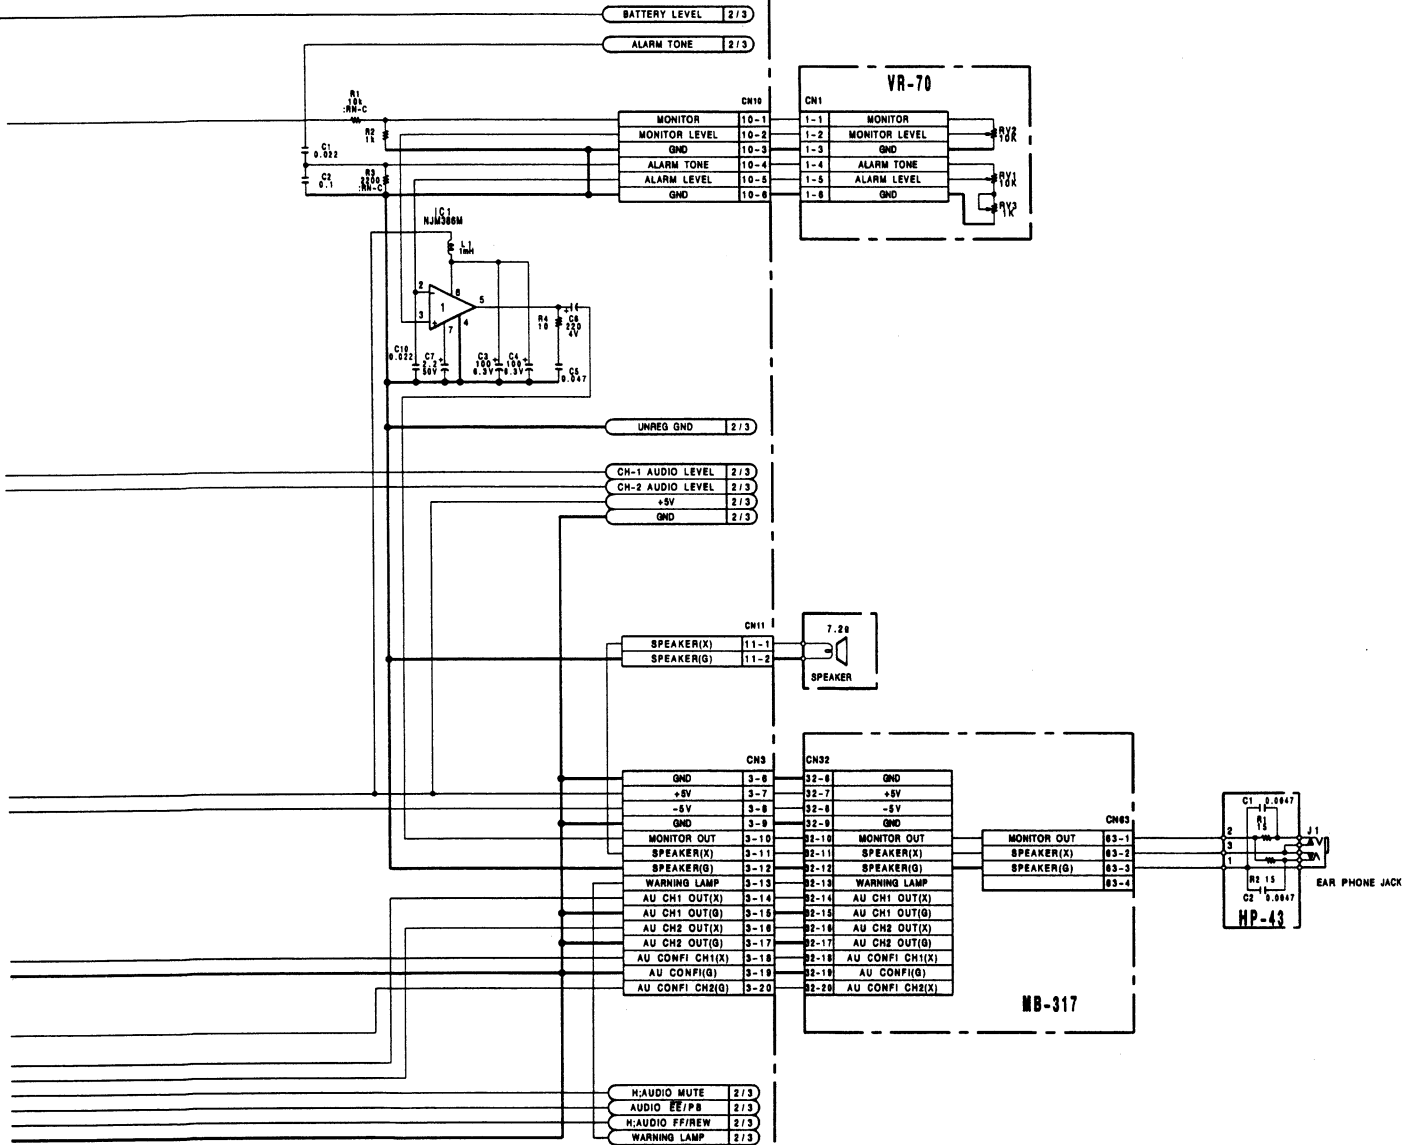 BATTERY LEVEL 2/3
ALARM TONE 2/3
VR-70
R1
10k
:RN-C
CN10
CN1
MONITOR 10-1 1-1 MONITOR
R2
1k
MONITOR LEVEL 10-2 1-2 MONITOR LEVEL
RV2
10K
C1
0.022
GND 10-3 1-3 GND
ALARM TONE 10-4 1-4 ALARM TONE
C2
0.1
R3
2200
:RN-C
ALARM LEVEL 10-5 1-5 ALARM LEVEL
RV1
10K
GND 10-6 1-6 GND
RV3
1K
IC1
NJM386M
L1
1mH
2
6
1
5
3
7
4
R4
10
C6
220
4V
C10
0.022
C7
2.2
50V
C3
100
6.3V
C4
100
6.3V
C5
0.047
UNREG GND 2/3
CH-1 AUDIO LEVEL 2/3
CH-2 AUDIO LEVEL 2/3
+5V 2/3
GND 2/3
CN11
SPEAKER(X) 11-1
SPEAKER(G) 11-2
SPEAKER
CN3
CN32
GND 3-6 32-6 GND
+5V 3-7 32-7 +5V
-5V 3-8 32-8 -5V
GND 3-9 32-9 GND
CN63
MONITOR OUT 3-10 32-10 MONITOR OUT
MONITOR OUT 63-1
SPEAKER(X) 3-11 32-11 SPEAKER(X)
SPEAKER(X) 63-2
SPEAKER(G) 3-12 32-12 SPEAKER(G)
SPEAKER(G) 63-3
WARNING LAMP 3-13 32-13 WARNING LAMP
63-4
AU CH1 OUT(X) 3-14 32-14 AU CH1 OUT(X)
AU CH1 OUT(G) 3-15 32-15 AU CH1 OUT(G)
AU CH2 OUT(X) 3-16 32-16 AU CH2 OUT(X)
AU CH2 OUT(G) 3-17 32-17 AU CH2 OUT(G)
AU CONFI CH1(X) 3-18 32-18 AU CONFI CH1(X)
AU CONFI(G) 3-19 32-19 AU CONFI(G)
AU CONFI CH2(G) 3-20 32-20 AU CONFI CH2(X)
MB-317
C1 0.0047
R1
15
J1
2
3
1
R2 15
C2 0.0047
EAR PHONE JACK
HP-43
H;AUDIO MUTE 2/3
AUDIO E̅E̅/PB 2/3
H;AUDIO FF/REW 2/3
WARNING LAMP 2/3